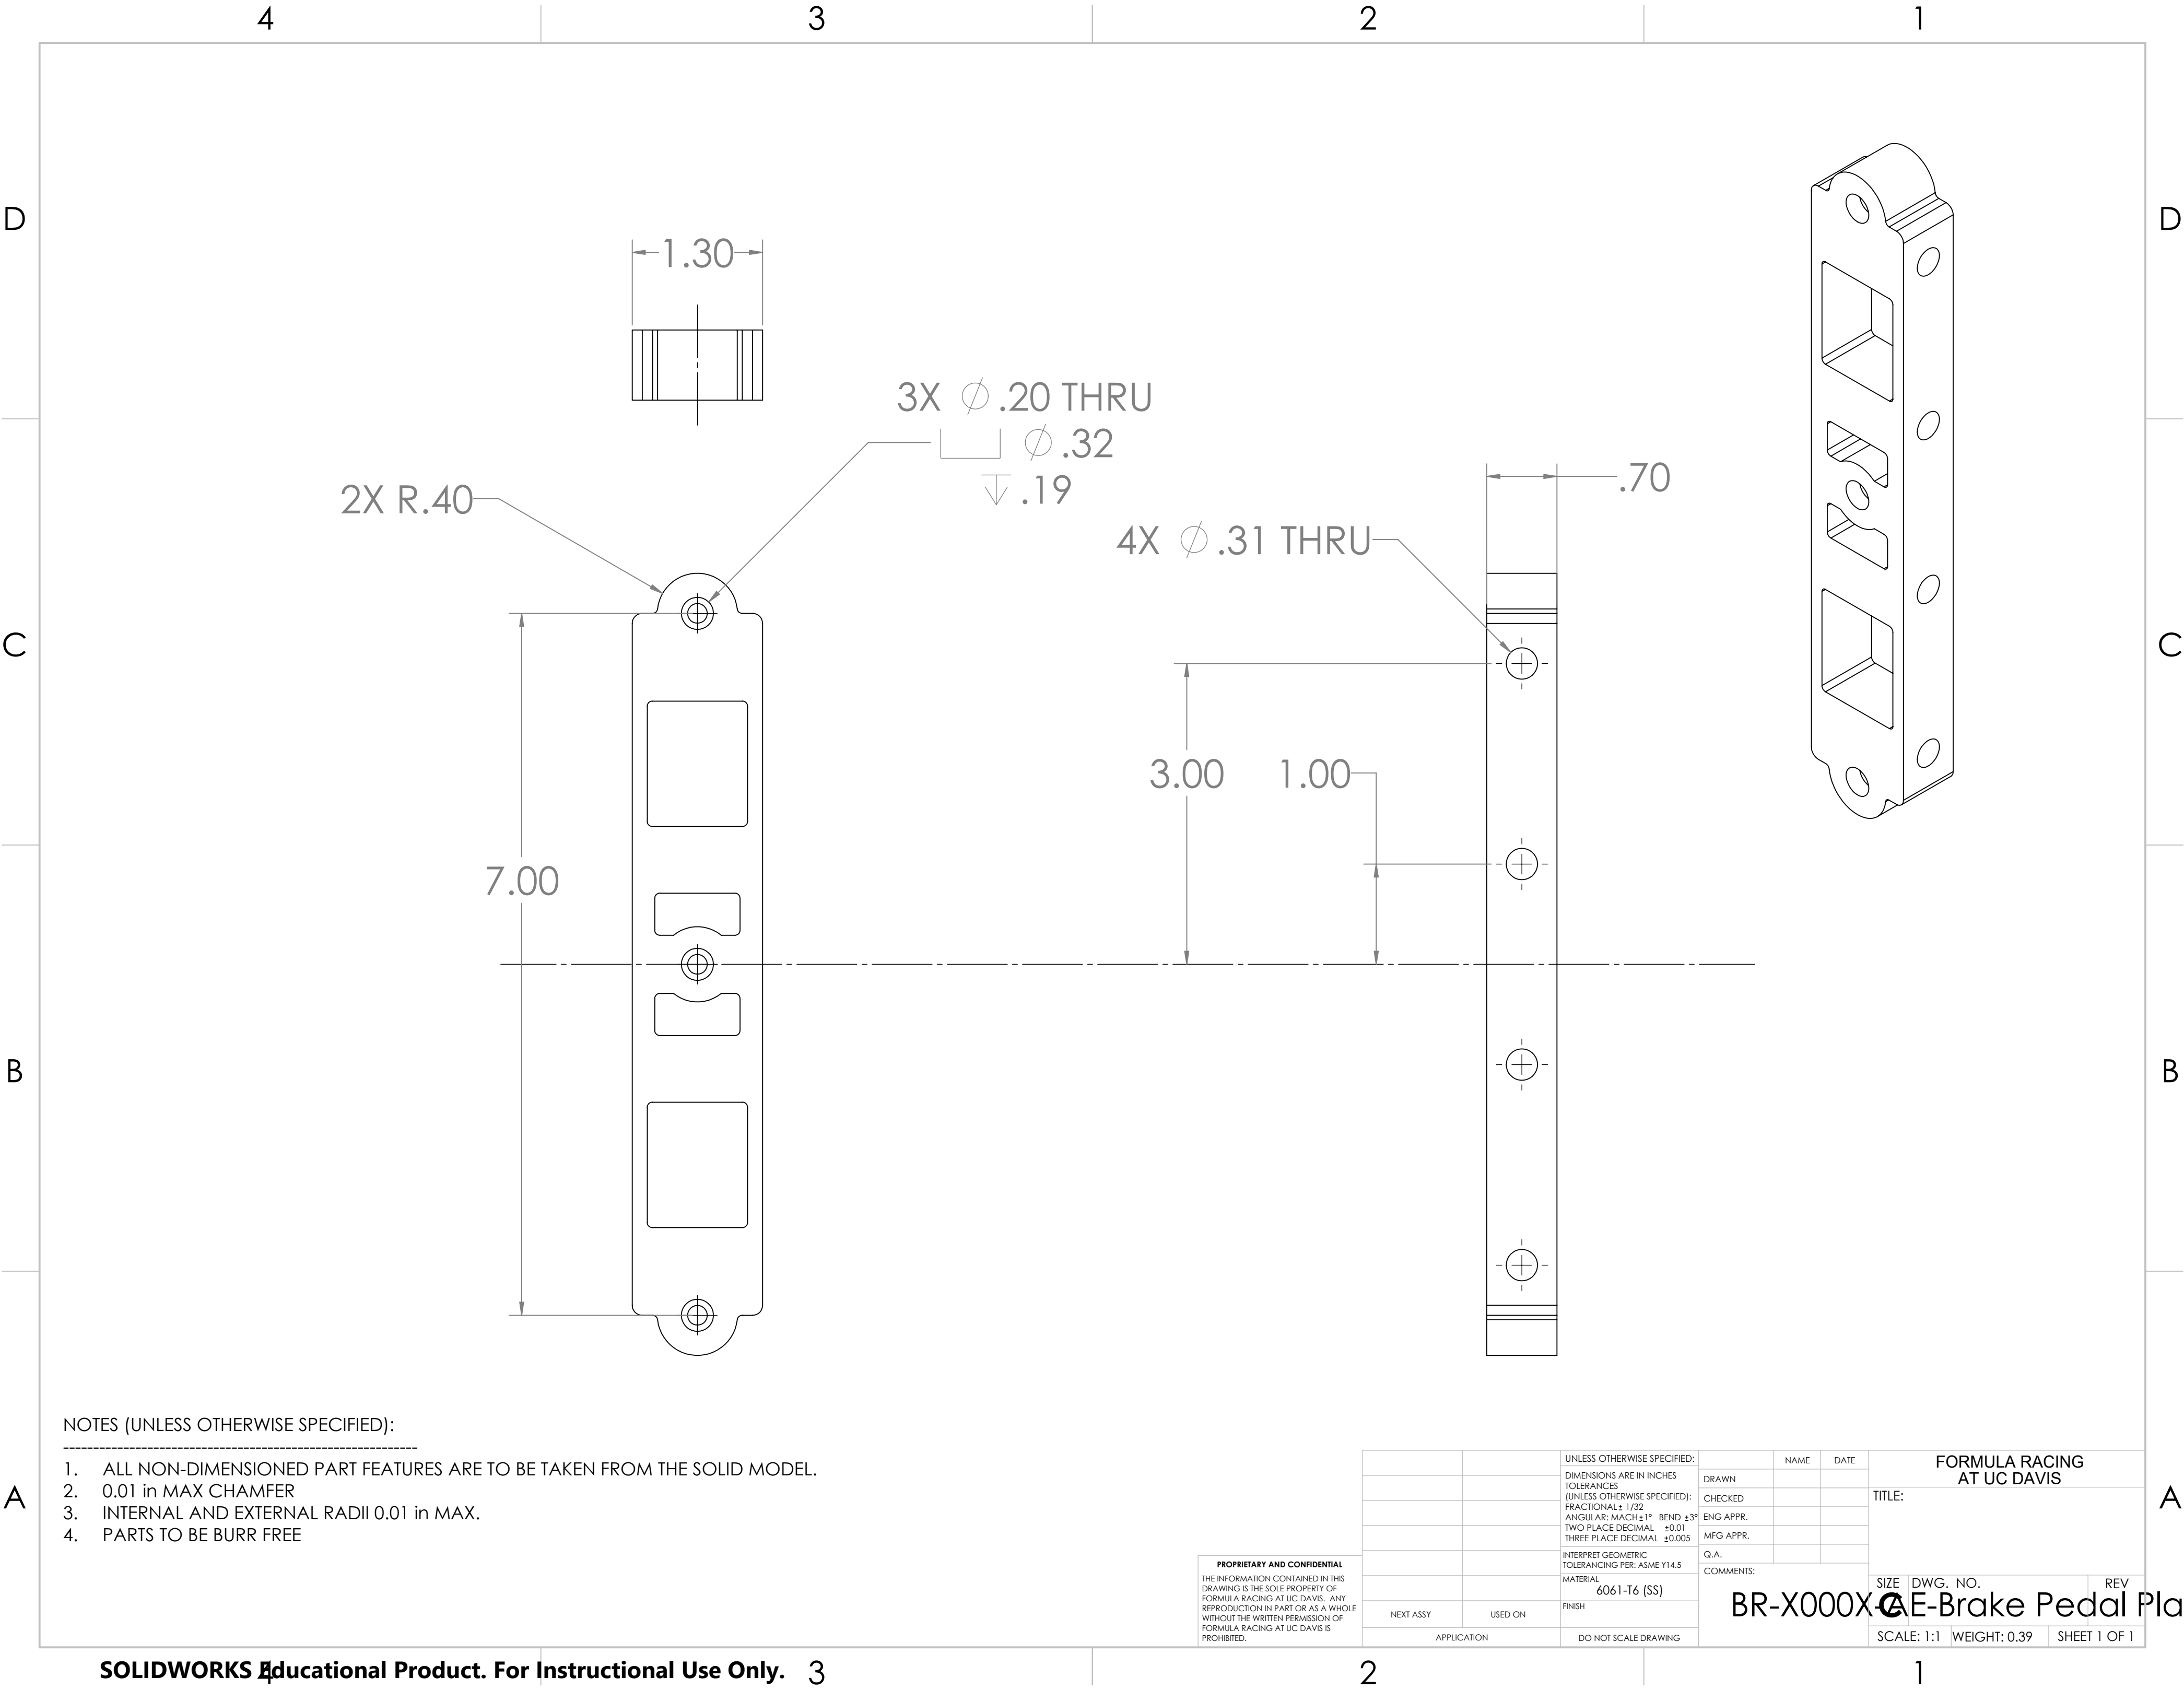 4 3 2 1
D D
1.30
3X ⌀ .20 THRU
⌴ ⌀ .32
↧ .19
2X R.40
.70
4X ⌀ .31 THRU
C C
3.00 1.00
7.00
B B
NOTES (UNLESS OTHERWISE SPECIFIED):
-----------------------------------------------------------
1. ALL NON-DIMENSIONED PART FEATURES ARE TO BE TAKEN FROM THE SOLID MODEL.
2. 0.01 in MAX CHAMFER
3. INTERNAL AND EXTERNAL RADII 0.01 in MAX.
4. PARTS TO BE BURR FREE
A A
PROPRIETARY AND CONFIDENTIAL
THE INFORMATION CONTAINED IN THIS
DRAWING IS THE SOLE PROPERTY OF
FORMULA RACING AT UC DAVIS. ANY
REPRODUCTION IN PART OR AS A WHOLE
WITHOUT THE WRITTEN PERMISSION OF
FORMULA RACING AT UC DAVIS IS
PROHIBITED.
NEXT ASSY USED ON
APPLICATION
UNLESS OTHERWISE SPECIFIED:
DIMENSIONS ARE IN INCHES
TOLERANCES
(UNLESS OTHERWISE SPECIFIED):
FRACTIONAL ± 1/32
ANGULAR: MACH ±1° BEND ±3°
TWO PLACE DECIMAL ±0.01
THREE PLACE DECIMAL ±0.005
INTERPRET GEOMETRIC
TOLERANCING PER: ASME Y14.5
MATERIAL
6061-T6 (SS)
FINISH
DO NOT SCALE DRAWING
NAME DATE
DRAWN
CHECKED
ENG APPR.
MFG APPR.
Q.A.
COMMENTS:
FORMULA RACING
AT UC DAVIS
TITLE:
SIZE DWG. NO. REV
C
BR-X000X-AE-Brake Pedal Pla
SCALE: 1:1 WEIGHT: 0.39 SHEET 1 OF 1
SOLIDWORKS Educational Product. For Instructional Use Only.
4 3 2 1